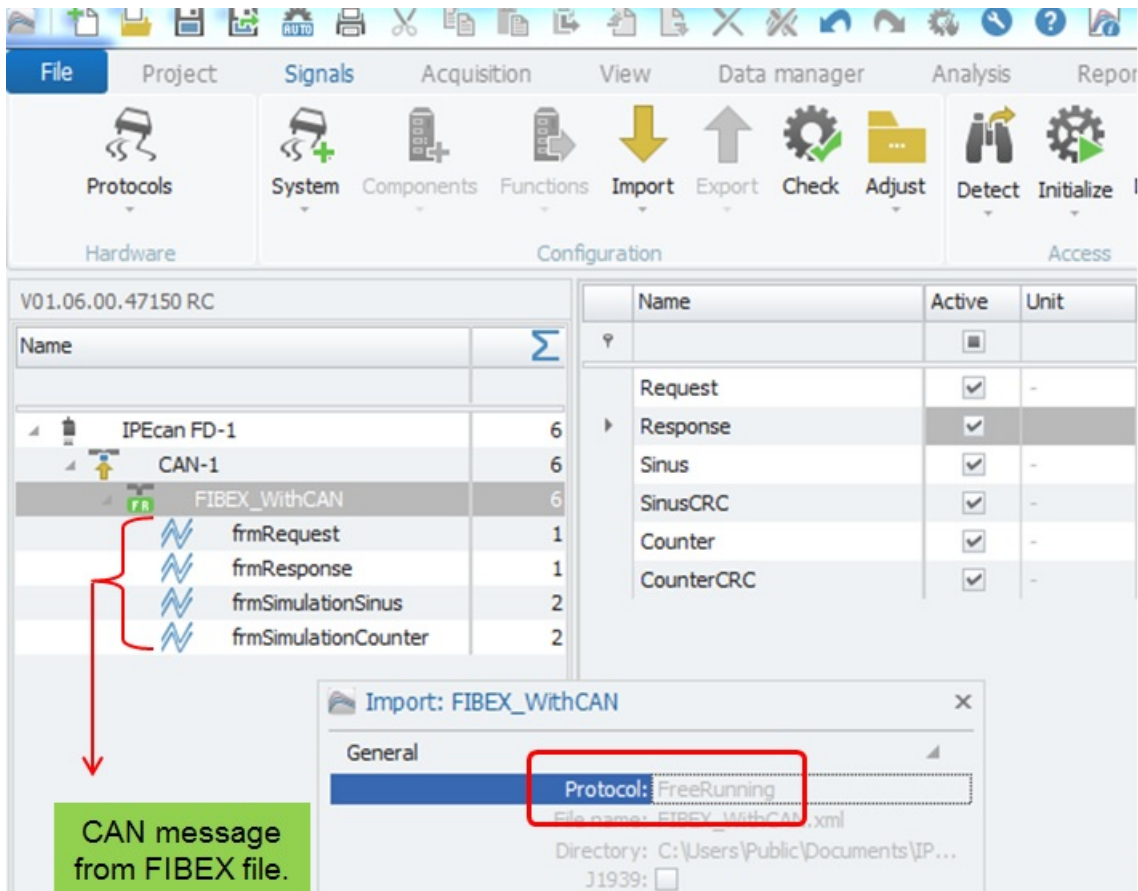 AUTO
File Project Signals Acquisition View Data manager Analysis
Protocols System Components Functions Import Export Check Adjust Detect Initialize
Hardware Configuration Access
V01.06.00.47150 RC
Name
IPEcan FD-1 6
CAN-1 6
FR FIBEX_WithCAN 6
frmRequest 1
frmResponse 1
frmSimulationSinus 2
frmSimulationCounter 2
Name Active Unit
Request -
Response
Sinus -
SinusCRC -
Counter -
CounterCRC -
Import: FIBEX_WithCAN
General
Protocol: FreeRunning
File name: FIBEX_WithCAN.xml
Directory: C:\Users\Public\Documents\IP...
J1939:
CAN message
from FIBEX file.